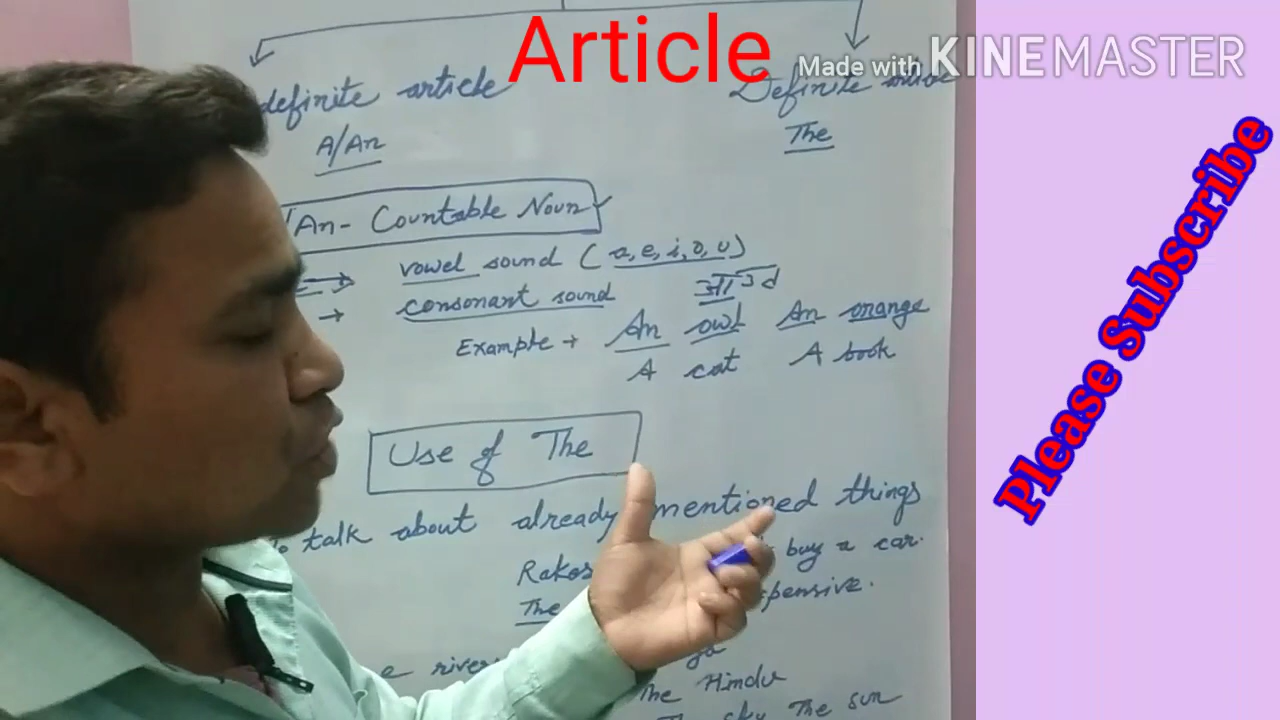 Article
Made with KINEMASTER
Please Subscribe
definite article
Definite
A/An
The
An- Countable Noun
vowel sound (a, e, i, o, u)
consonant sound
Example → An owl An orange
A cat A book
Use of The
talk about already mentioned things
buy a car.
The
The Hindu
The sky The sun